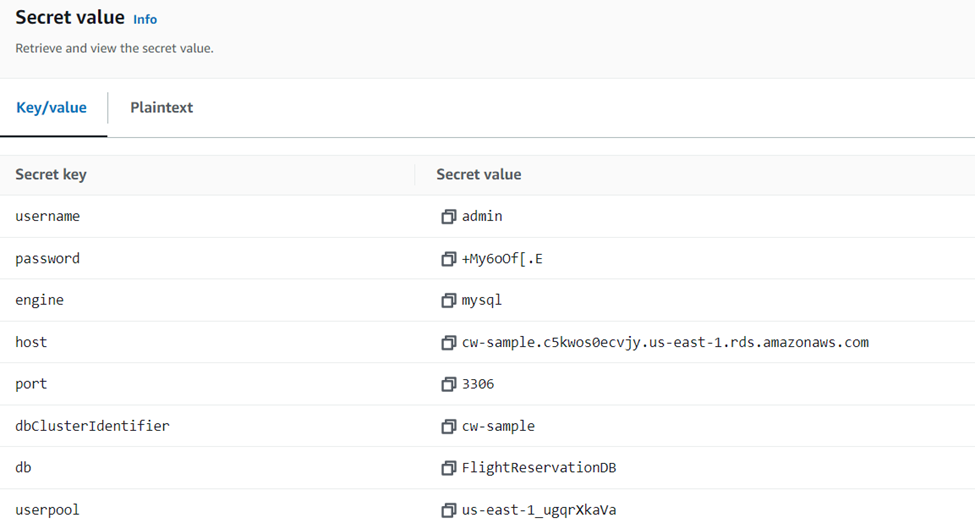 Secret value Info
Retrieve and view the secret value.
Key/value Plaintext
Secret key Secret value
username admin
password +My6oOf[.E
engine mysql
host cw-sample.c5kwos0ecvjy.us-east-1.rds.amazonaws.com
port 3306
dbClusterIdentifier cw-sample
db FlightReservationDB
userpool us-east-1_ugqrXkaVa